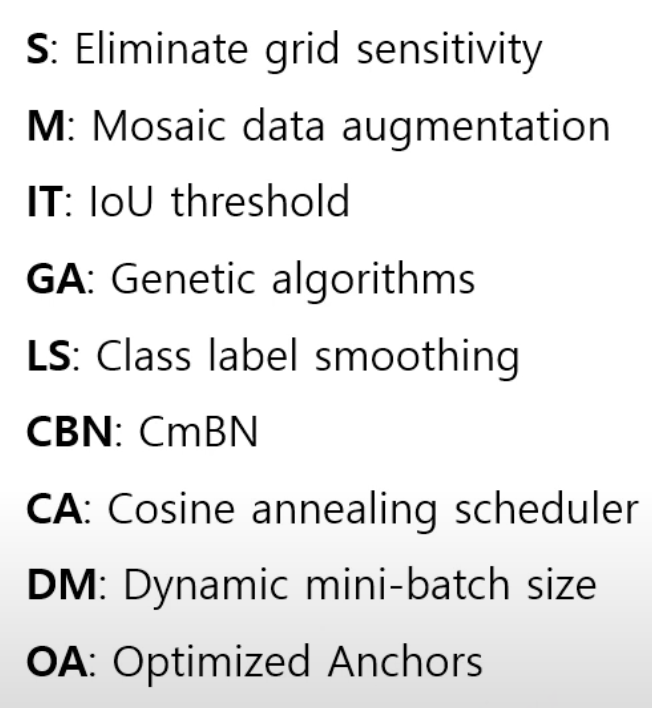 S: Eliminate grid sensitivity
M: Mosaic data augmentation
IT: IoU threshold
GA: Genetic algorithms
LS: Class label smoothing
CBN: CmBN
CA: Cosine annealing scheduler
DM: Dynamic mini-batch size
OA: Optimized Anchors